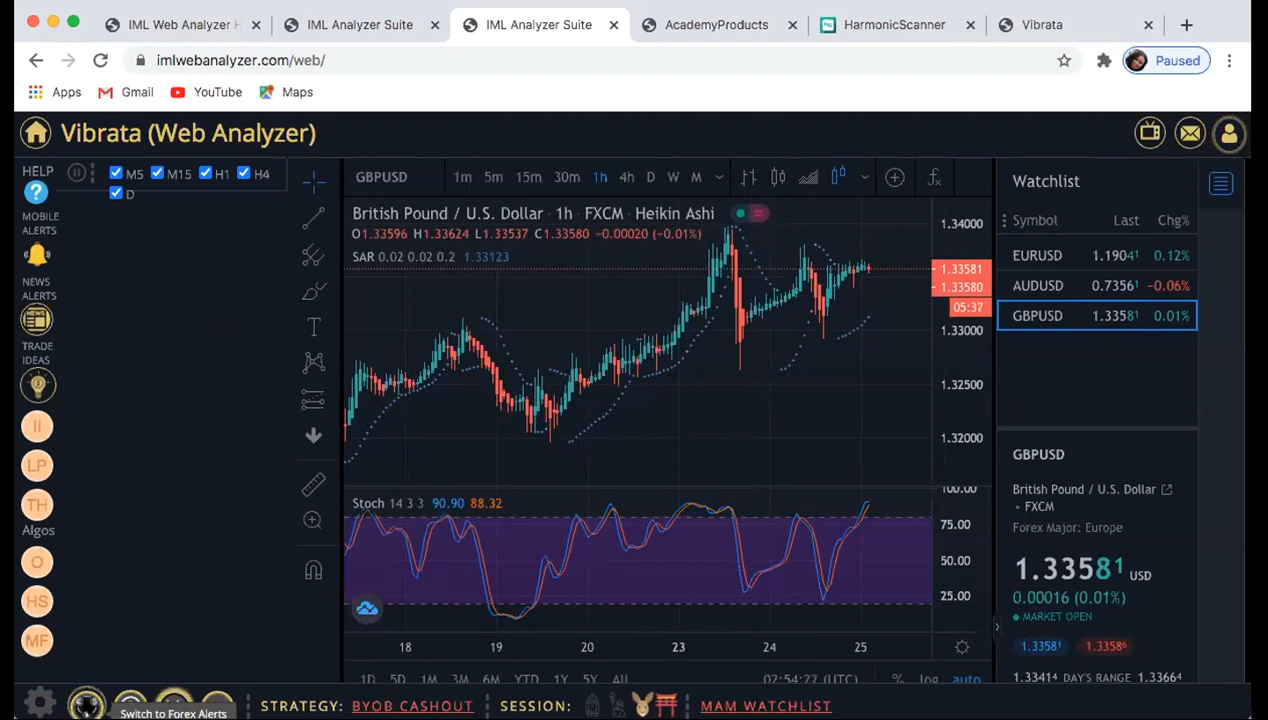 IML Web Analyzer H
IML Analyzer Suite
IML Analyzer Suite
AcademyProducts
HarmonicScanner
Vibrata
imlwebanalyzer.com/web/
Paused
Apps
Gmail
YouTube
Maps
Vibrata (Web Analyzer)
HELP
?
MOBILE
ALERTS
NEWS
ALERTS
NEWS
TRADE
IDEAS
II
LP
TH
Algos
O
HS
MF
M5 M15 H1 H4
D
GBPUSD 1m 5m 15m 30m 1h 4h D W M
British Pound / U.S. Dollar · 1h · FXCM · Heikin Ashi
O1.33596 H1.33624 L1.33537 C1.33580 −0.00020 (−0.01%)
SAR 0.02 0.02 0.2 1.33123
1.34000
1.33581
1.33580
05:37
1.33000
1.32500
1.32000
Stoch 14 3 3 90.90 88.32
100.00
75.00
50.00
25.00
18 19 20 23 24 25
1D 5D 1M 3M 6M YTD 1Y 5Y All
02:54:22 (UTC) % log auto
Watchlist
Symbol Last Chg%
EURUSD 1.19041 0.12%
AUDUSD 0.73561 −0.06%
GBPUSD 1.33581 0.01%
GBPUSD
British Pound / U.S. Dollar
• FXCM
Forex Major: Europe
1.33581 USD
0.00016 (0.01%)
MARKET OPEN
1.33581 1.33586
1.33414 DAY'S RANGE 1.33664
Switch to Forex Alerts
STRATEGY: BYOB CASHOUT
SESSION:
MAM WATCHLIST